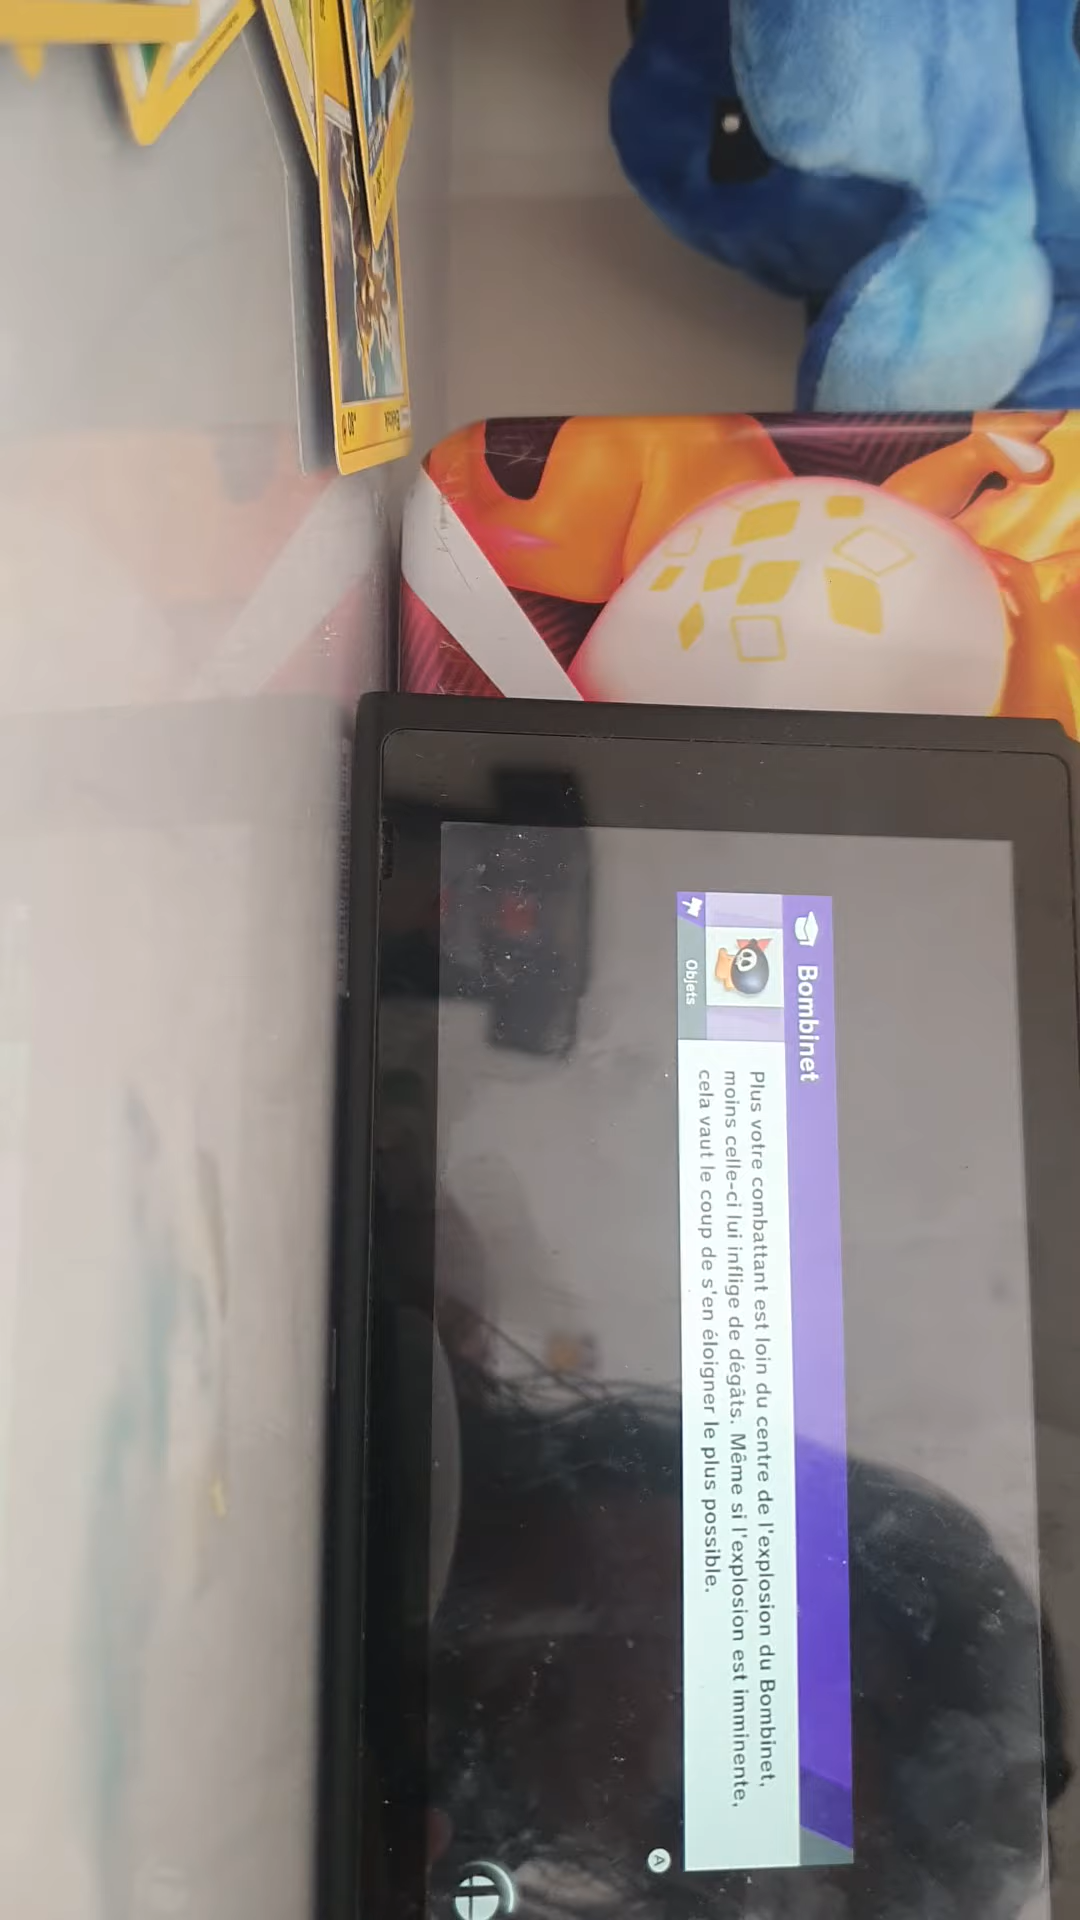 Bombinet
Plus votre combattant est loin du centre de l'explosion du Bombinet,
moins celle-ci lui inflige de dégâts. Même si l'explosion est imminente,
cela vaut le coup de s'en éloigner le plus possible.
Objets
A